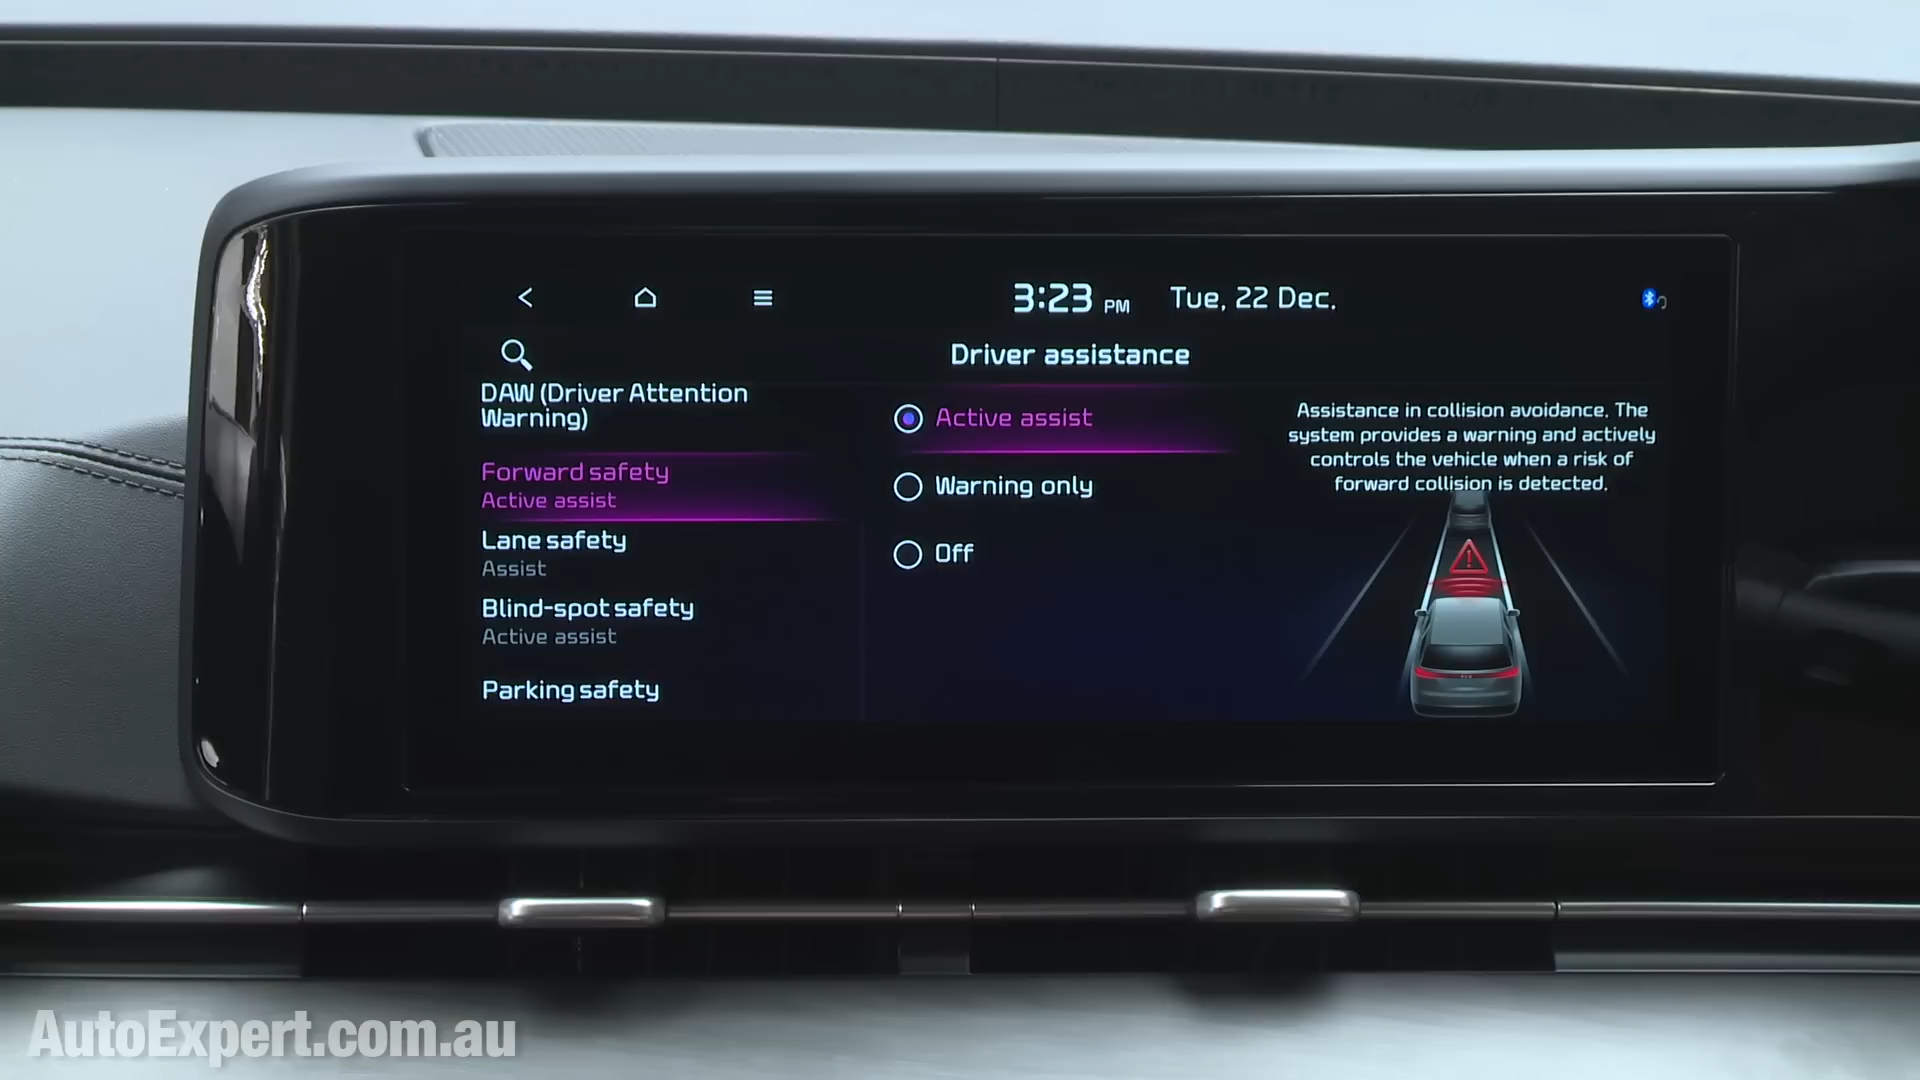 3:23 PM Tue, 22 Dec.
Driver assistance
DAW (Driver Attention
Warning)
Forward safety
Active assist
Lane safety
Assist
Blind-spot safety
Active assist
Parking safety
Active assist
Warning only
Off
Assistance in collision avoidance. The
system provides a warning and actively
controls the vehicle when a risk of
forward collision is detected.
AutoExpert.com.au